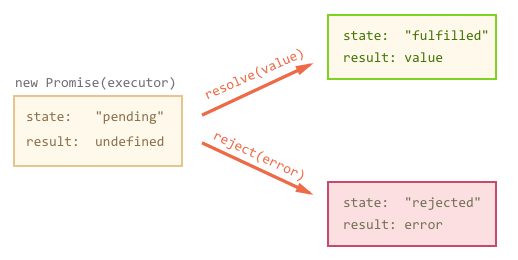 new Promise(executor)
state:   "pending"
result:  undefined
resolve(value)
reject(error)
state:  "fulfilled"
result: value
state:  "rejected"
result: error